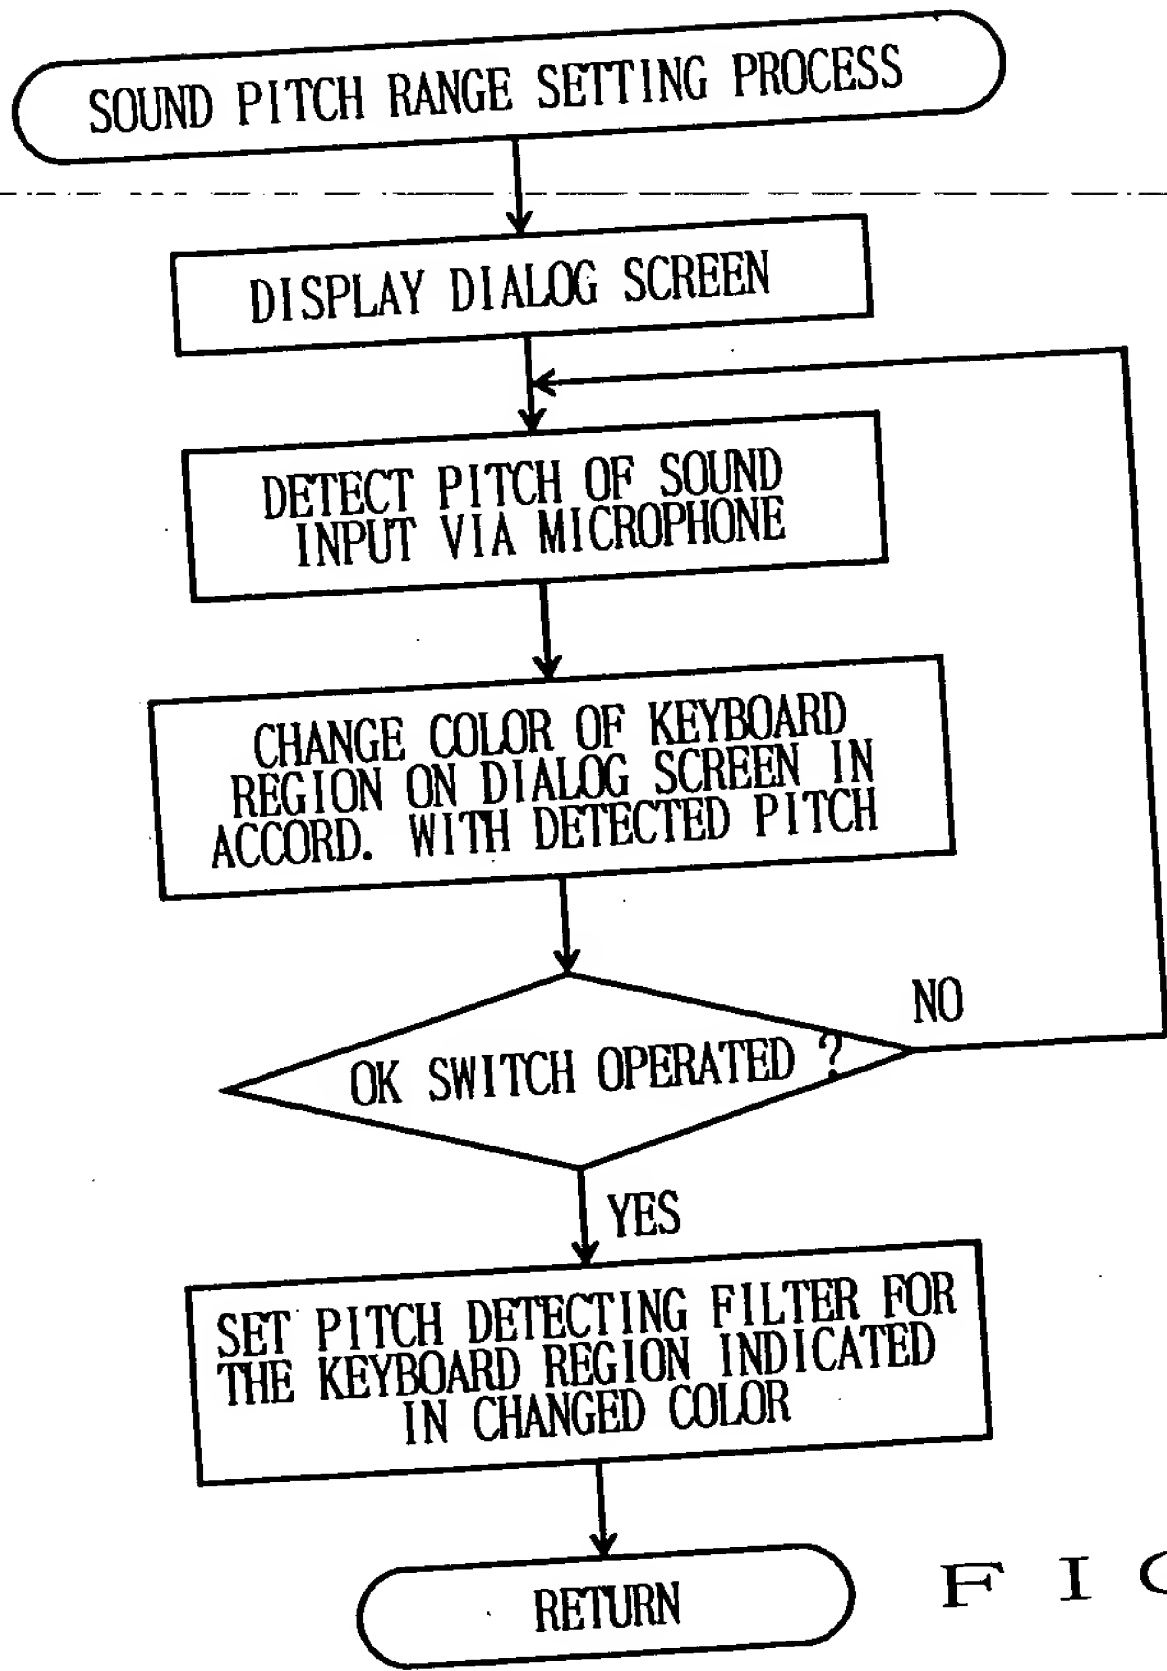 SOUND PITCH RANGE SETTING PROCESS
DISPLAY DIALOG SCREEN
DETECT PITCH OF SOUND
INPUT VIA MICROPHONE
CHANGE COLOR OF KEYBOARD
REGION ON DIALOG SCREEN IN
ACCORD. WITH DETECTED PITCH
NO
OK SWITCH OPERATED ?
YES
SET PITCH DETECTING FILTER FOR
THE KEYBOARD REGION INDICATED
IN CHANGED COLOR
RETURN